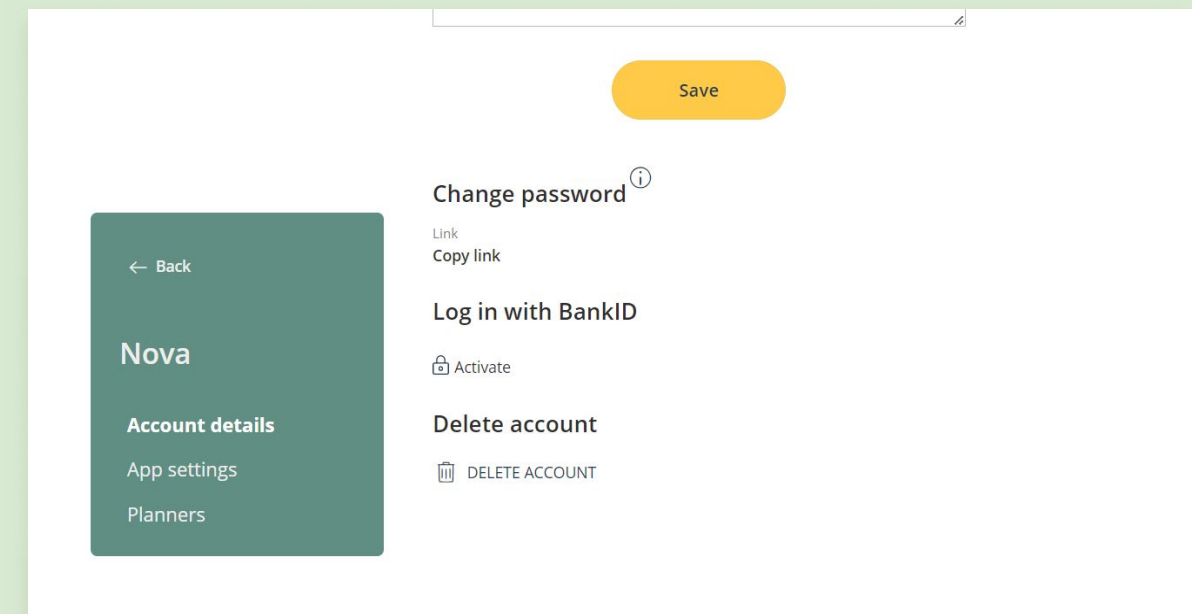 Save
Change password
Link
Copy link
Log in with BankID
Activate
Delete account
DELETE ACCOUNT
Back
Nova
Account details
App settings
Planners